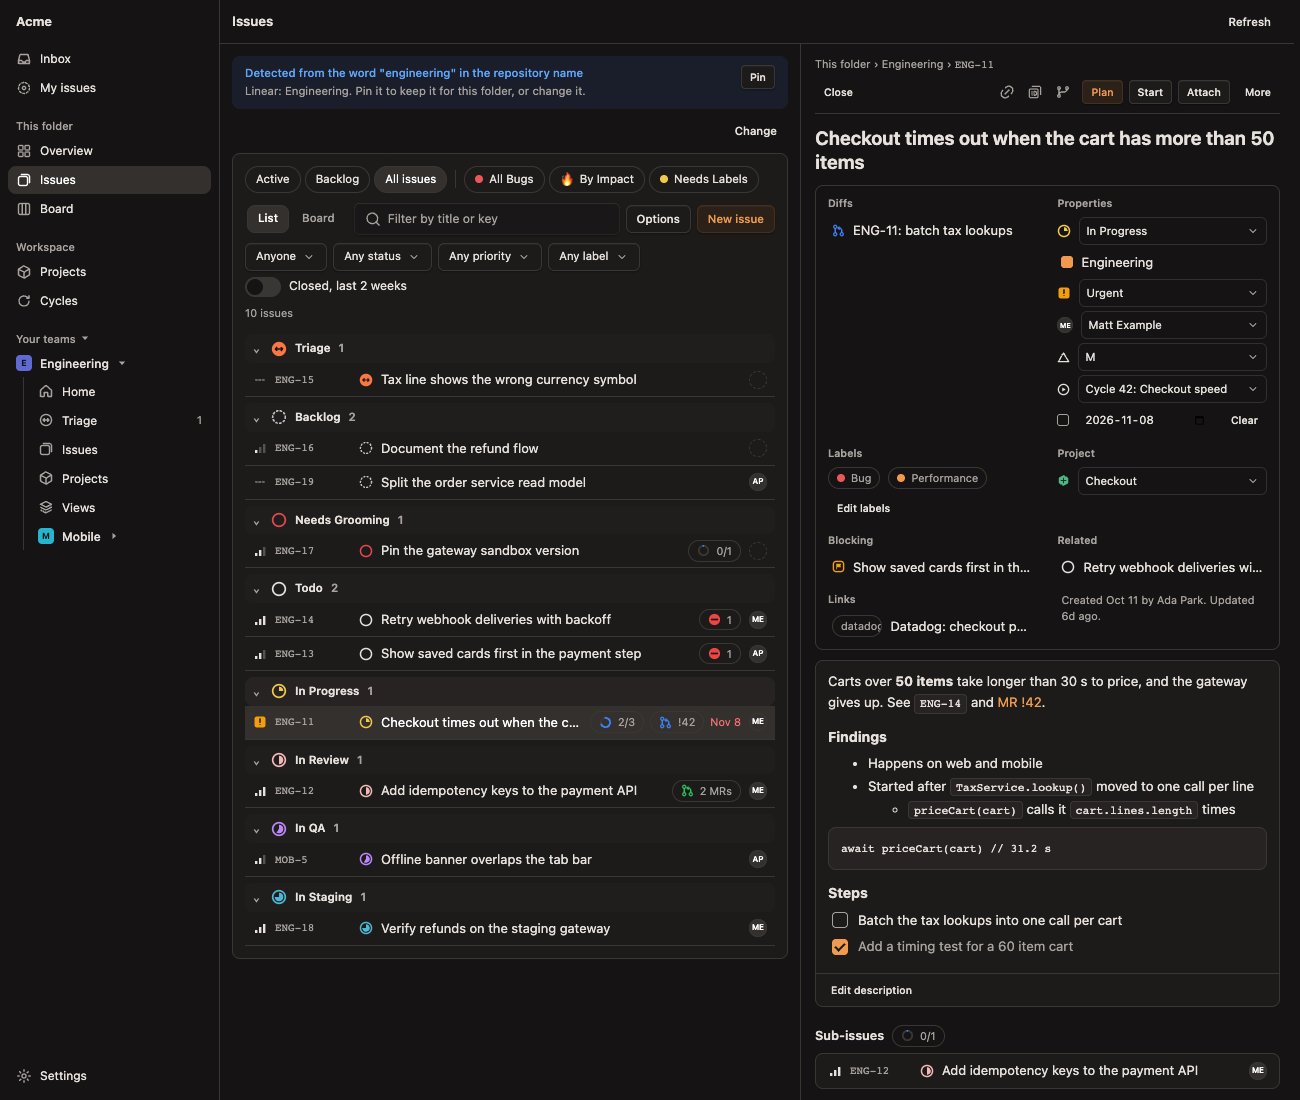 Acme
Inbox
My issues
This folder
Overview
Issues
Board
Workspace
Projects
Cycles
Your teams
E Engineering
Home
Triage 1
Issues
Projects
Views
M Mobile
Settings
Issues
Refresh
Detected from the word "engineering" in the repository name
Linear: Engineering. Pin it to keep it for this folder, or change it.
Pin
Change
Active Backlog All issues All Bugs By Impact Needs Labels
List Board Filter by title or key Options New issue
Anyone Any status Any priority Any label
Closed, last 2 weeks
10 issues
Triage 1
ENG-15 Tax line shows the wrong currency symbol
Backlog 2
ENG-16 Document the refund flow
ENG-19 Split the order service read model AP
Needs Grooming 1
ENG-17 Pin the gateway sandbox version 0/1
Todo 2
ENG-14 Retry webhook deliveries with backoff 1 ME
ENG-13 Show saved cards first in the payment step 1 AP
In Progress 1
ENG-11 Checkout times out when the c... 2/3 !42 Nov 8 ME
In Review 1
ENG-12 Add idempotency keys to the payment API 2 MRs ME
In QA 1
MOB-5 Offline banner overlaps the tab bar AP
In Staging 1
ENG-18 Verify refunds on the staging gateway ME
This folder › Engineering › ENG-11
Close Plan Start Attach More
Checkout times out when the cart has more than 50
items
Diffs
ENG-11: batch tax lookups
Properties
In Progress
Engineering
Urgent
ME Matt Example
M
Cycle 42: Checkout speed
2026-11-08 Clear
Labels
Bug Performance
Edit labels
Project
Checkout
Blocking
Show saved cards first in th...
Related
Retry webhook deliveries wi...
Links
datadog Datadog: checkout p...
Created Oct 11 by Ada Park. Updated
6d ago.
Carts over 50 items take longer than 30 s to price, and the gateway
gives up. See ENG-14 and MR !42.
Findings
• Happens on web and mobile
• Started after TaxService.lookup() moved to one call per line
◦ priceCart(cart) calls it cart.lines.length times
await priceCart(cart) // 31.2 s
Steps
Batch the tax lookups into one call per cart
Add a timing test for a 60 item cart
Edit description
Sub-issues 0/1
ENG-12 Add idempotency keys to the payment API ME